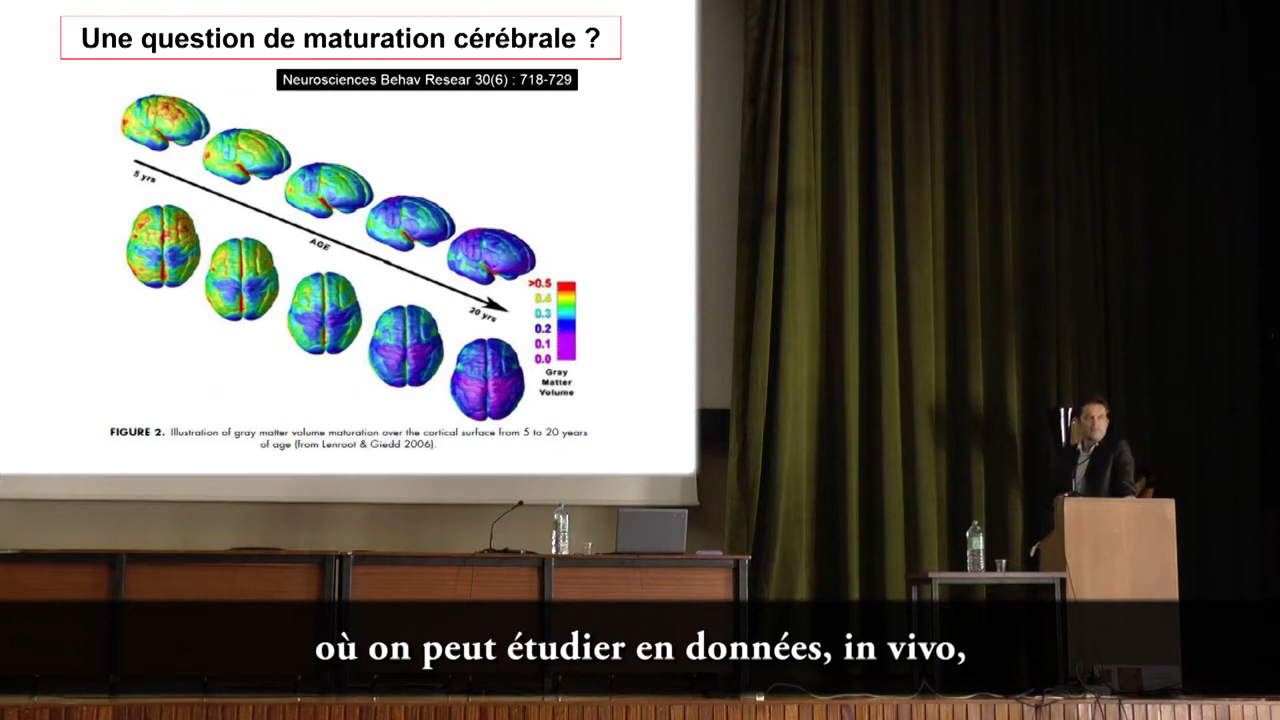 Une question de maturation cérébrale ?
Neurosciences Behav Resear 30(6) : 718-729
5 yrs
AGE
20 yrs
>0.5
0.4
0.3
0.2
0.1
0.0
Gray
Matter
Volume
FIGURE 2. Illustration of gray matter volume maturation over the cortical surface from 5 to 20 years
of age (from Lenroot & Giedd 2006).
où on peut étudier en données, in vivo,